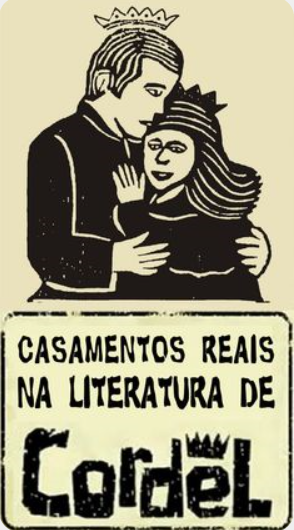 CASAMENTOS REAIS
NA LITERATURA DE
CordeL